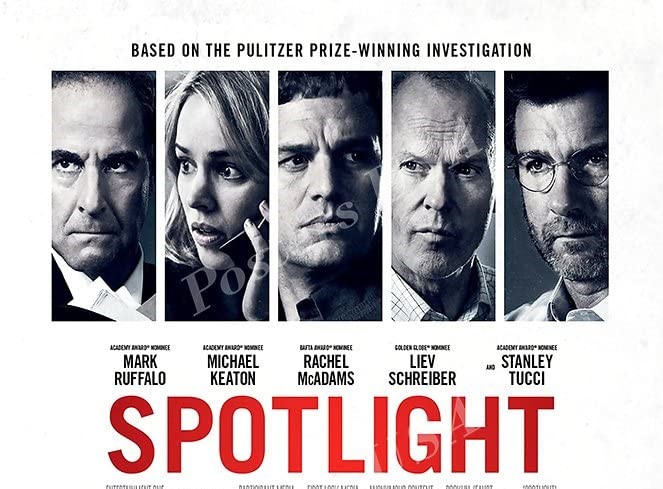 BASED ON THE PULITZER PRIZE-WINNING INVESTIGATION
ACADEMY AWARD® NOMINEE
MARK
RUFFALO
ACADEMY AWARD® NOMINEE
MICHAEL
KEATON
BAFTA AWARD® NOMINEE
RACHEL
McADAMS
GOLDEN GLOBE® NOMINEE
LIEV
SCHREIBER
AND
ACADEMY AWARD® NOMINEE
STANLEY
TUCCI
SPOTLIGHT